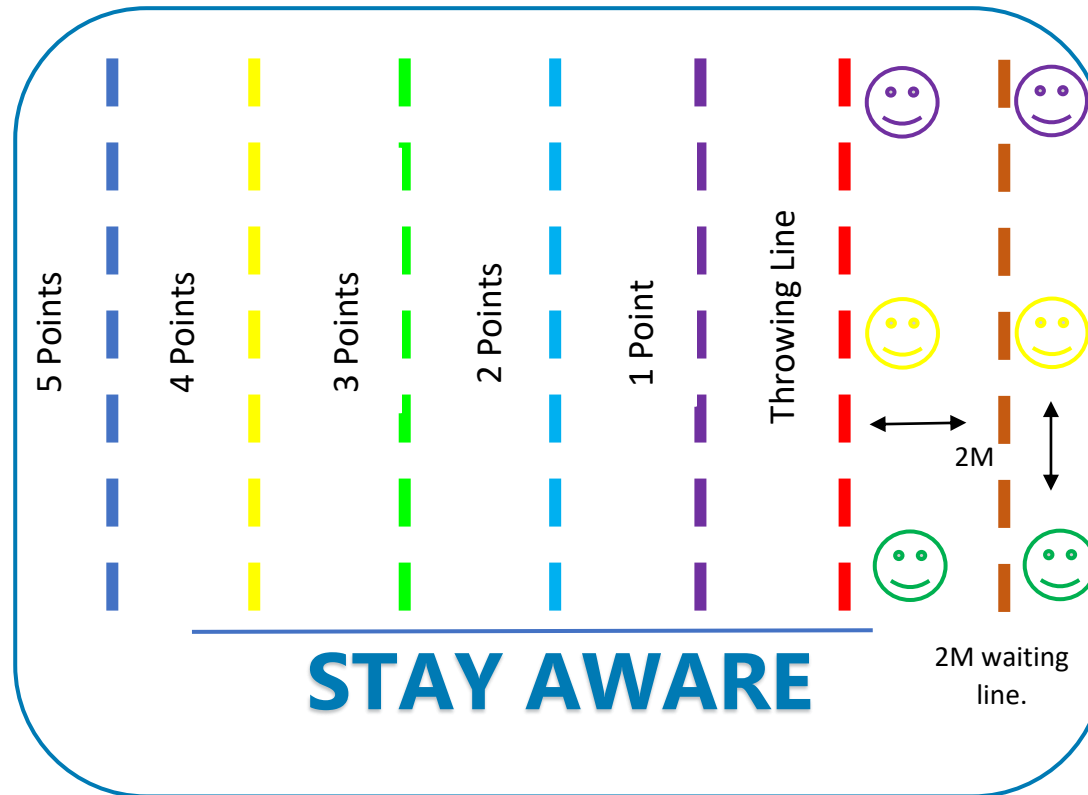 5 Points
4 Points
3 Points
2 Points
1 Point
Throwing Line
2M
STAY AWARE
2M waiting
line.